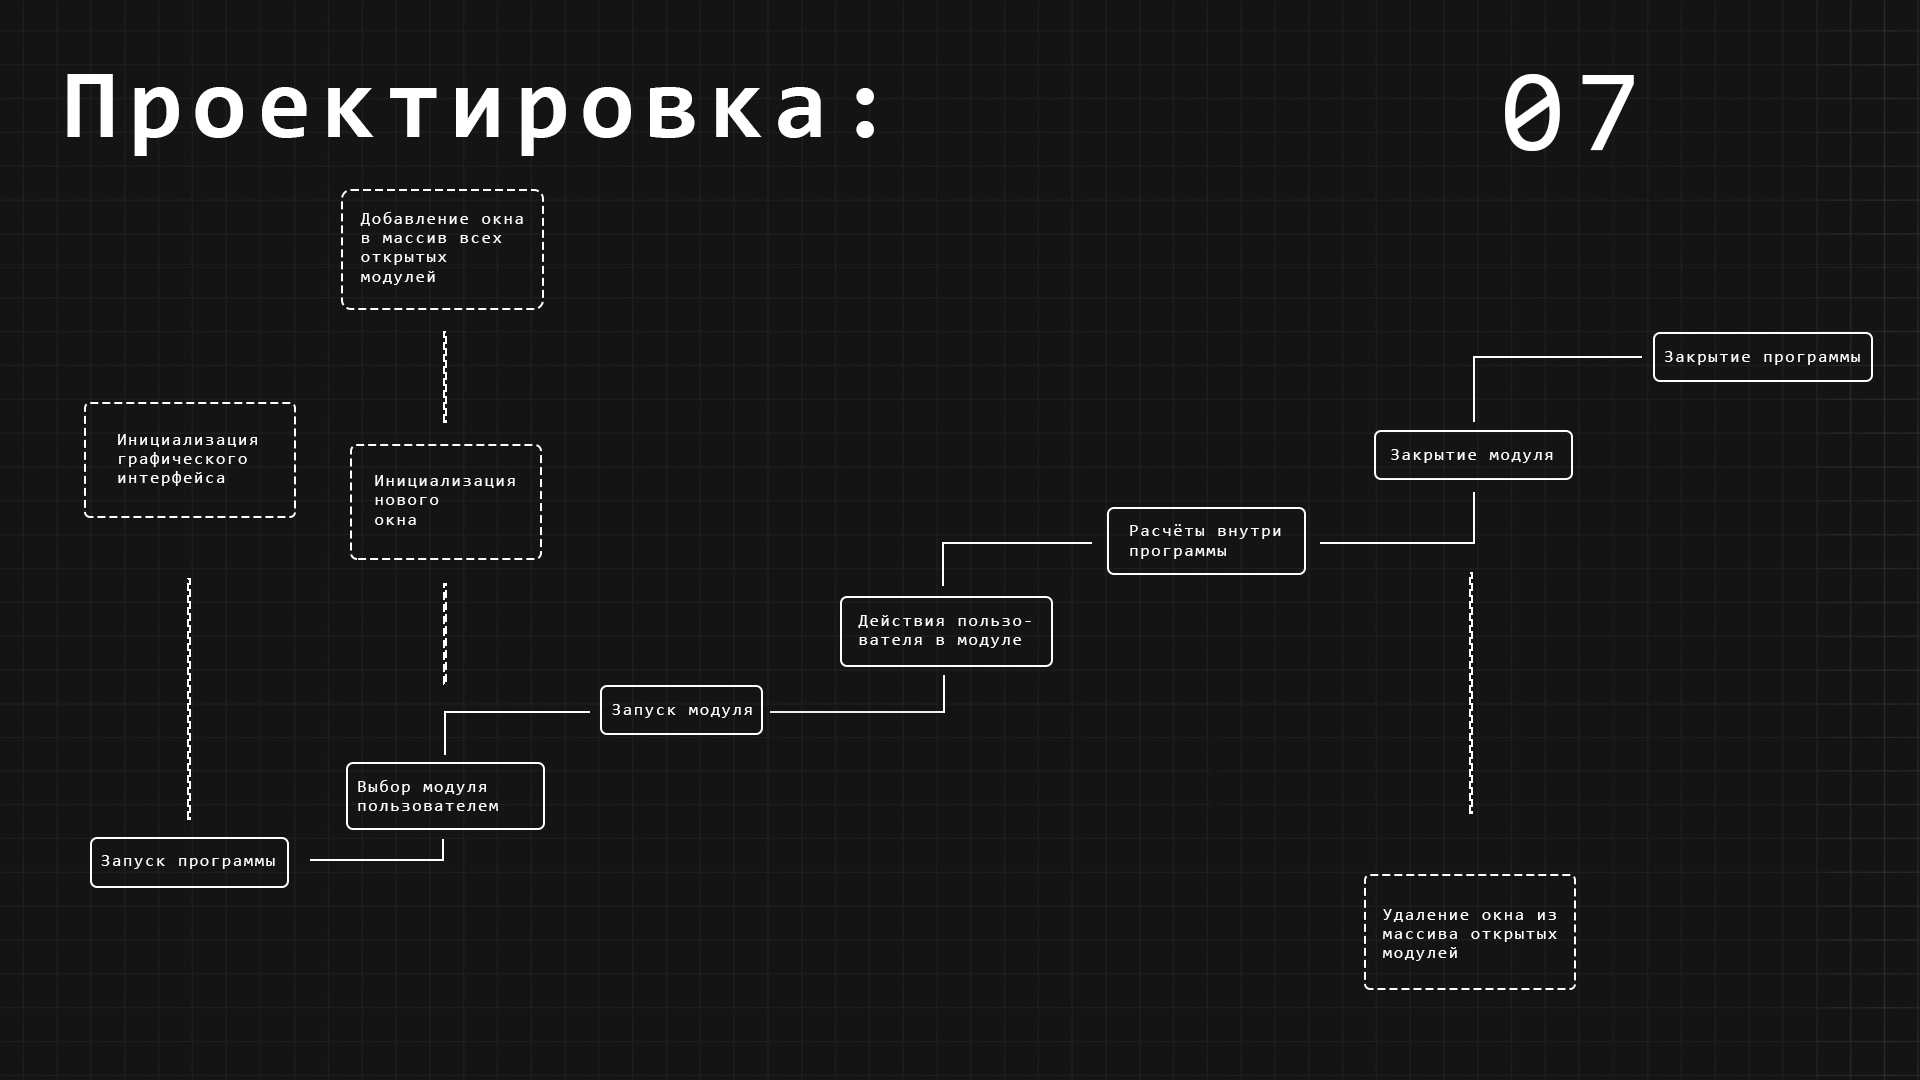 Проектировка:
07
Добавление окна
в массив всех
открытых
модулей
Инициализация
графического
интерфейса
Инициализация
нового
окна
Запуск программы
Выбор модуля
пользователем
Запуск модуля
Действия пользо-
вателя в модуле
Расчёты внутри
программы
Закрытие модуля
Закрытие программы
Удаление окна из
массива открытых
модулей